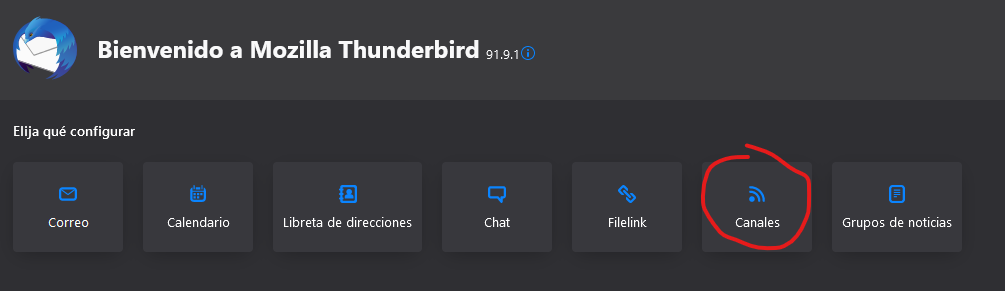 Bienvenido a Mozilla Thunderbird 91.9.1
Elija qué configurar
Correo
Calendario
Libreta de direcciones
Chat
Filelink
Canales
Grupos de noticias